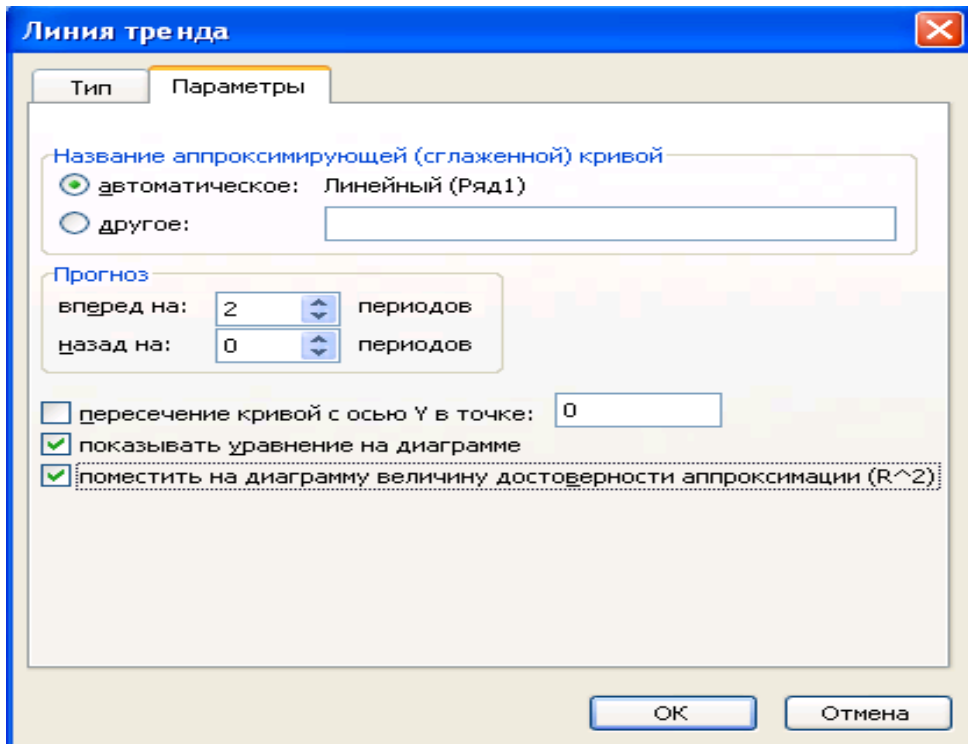 Линия тренда
Тип Параметры
Название аппроксимирующей (сглаженной) кривой
автоматическое: Линейный (Ряд1)
другое:
Прогноз
вперед на: 2 периодов
назад на: 0 периодов
пересечение кривой с осью Y в точке: 0
показывать уравнение на диаграмме
поместить на диаграмму величину достоверности аппроксимации (R^2)
ОК Отмена